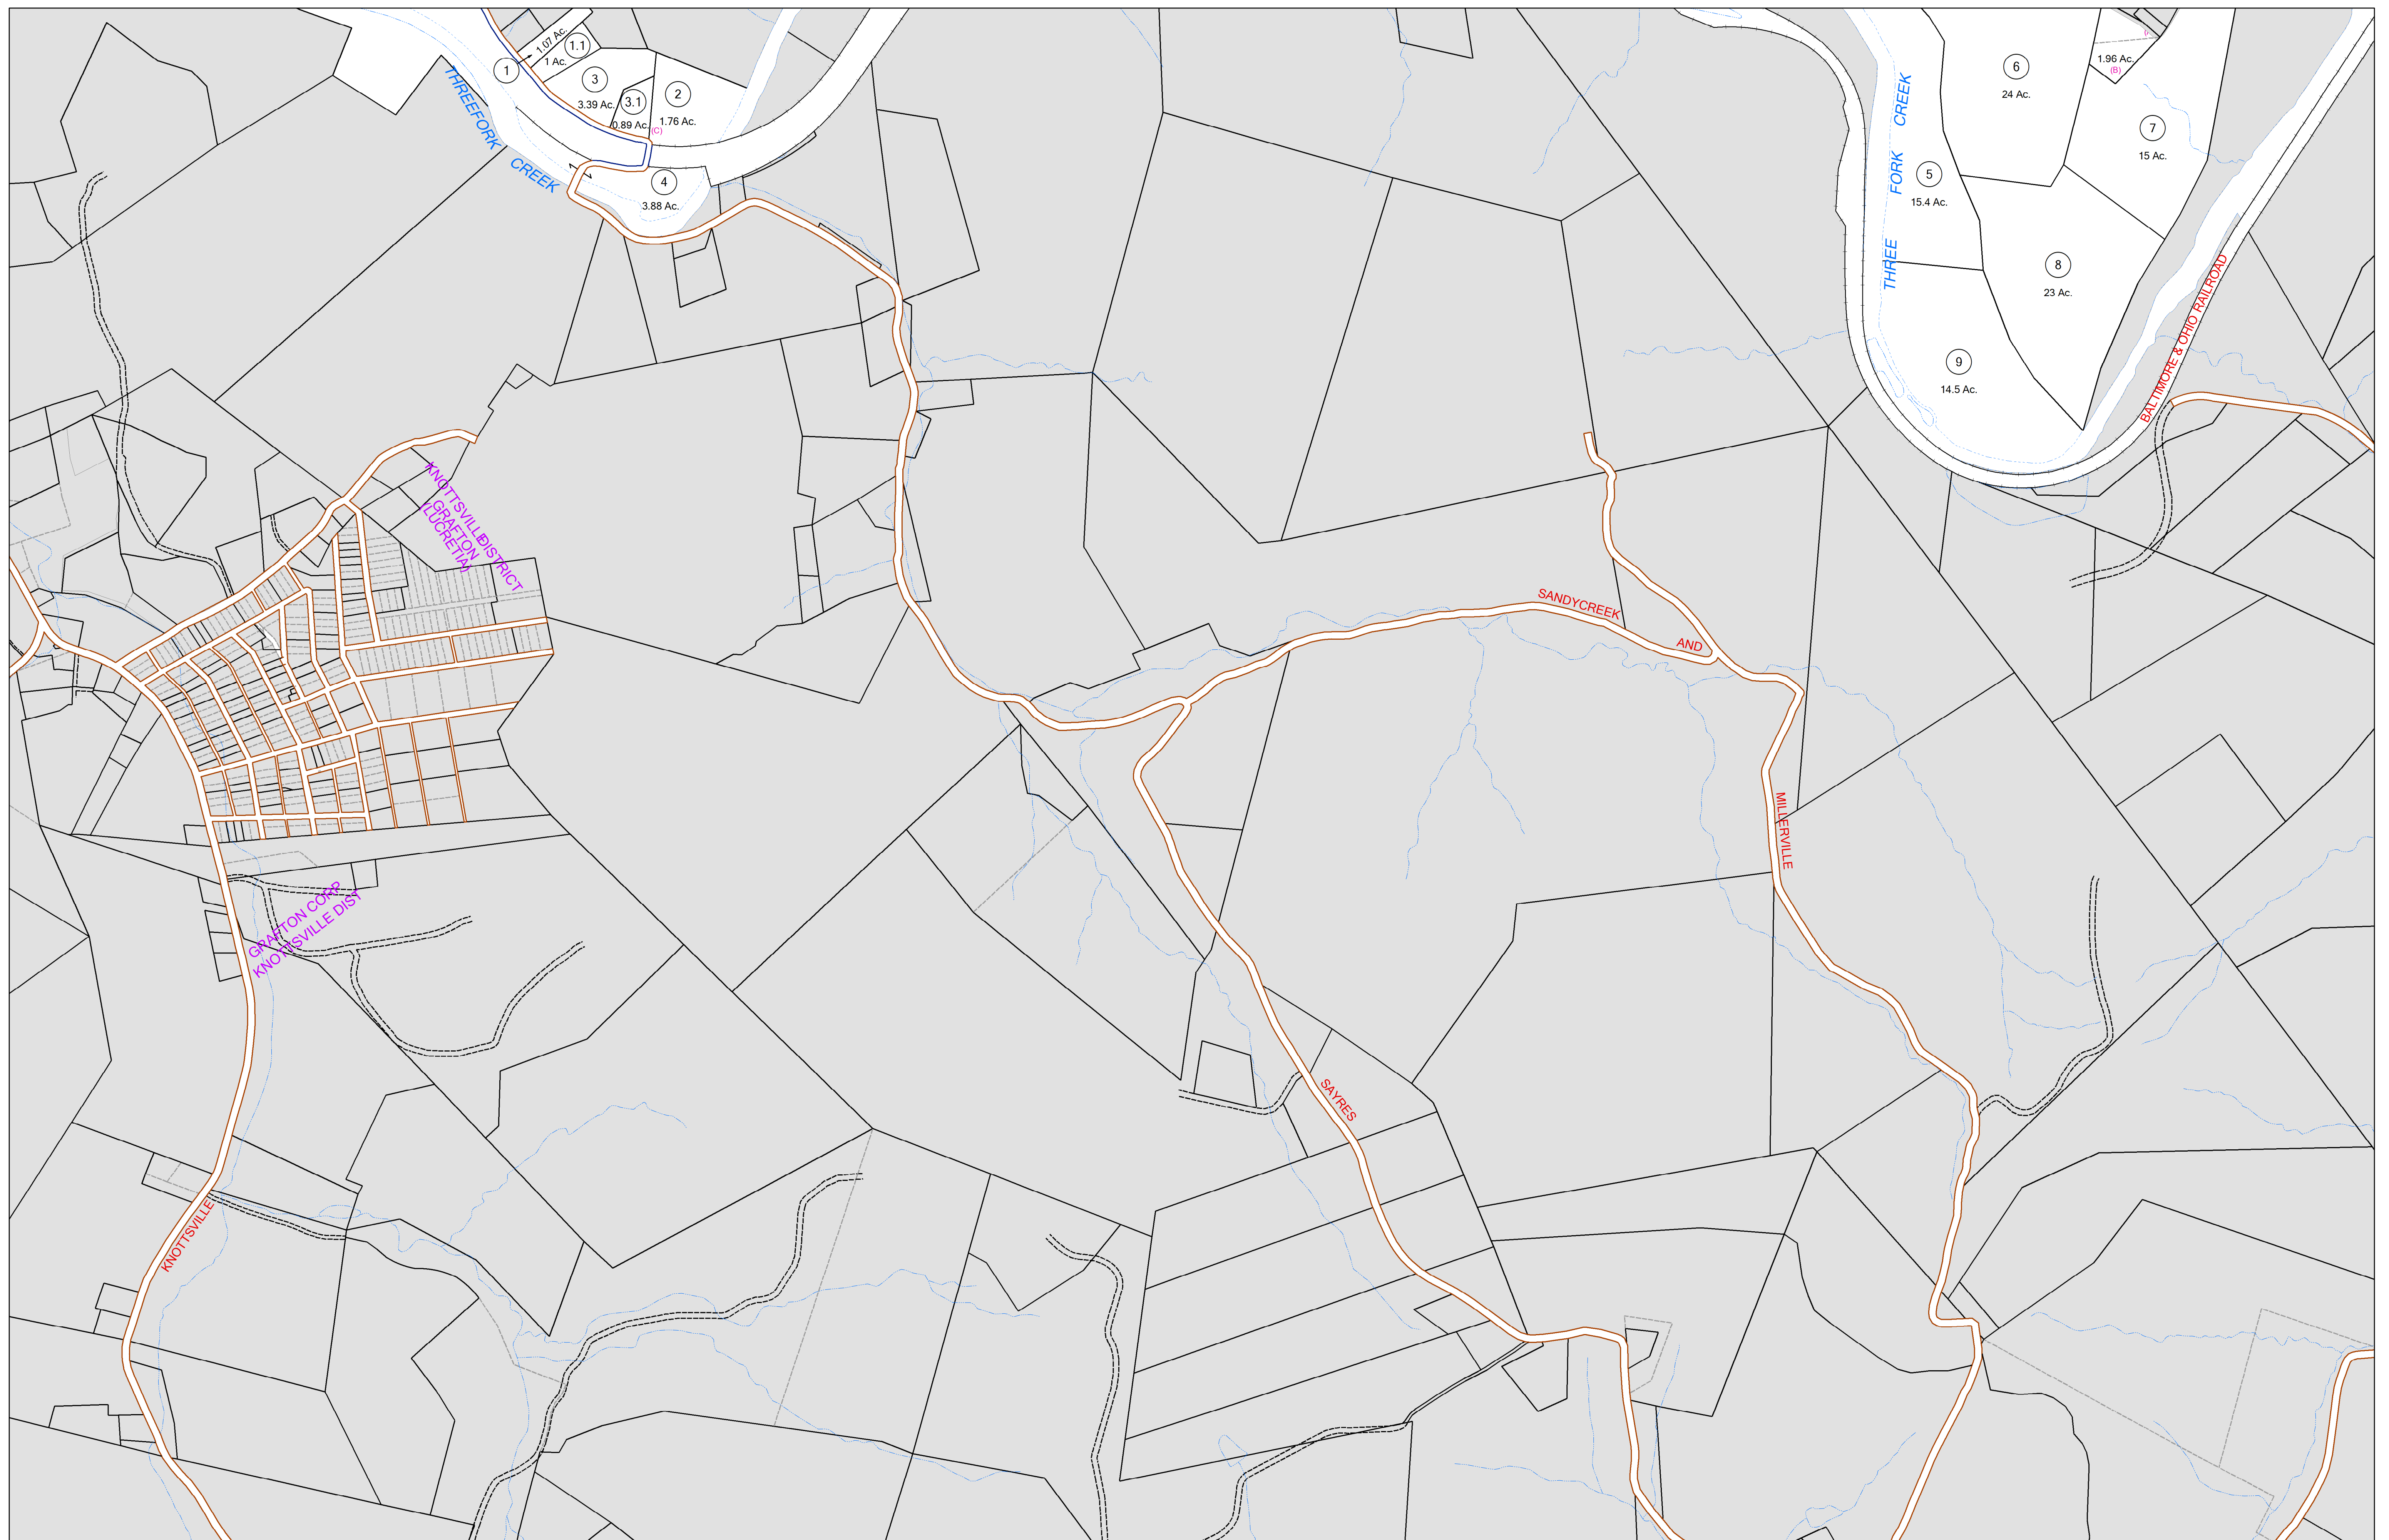 1
1.07 Ac.
1.1
1 Ac.
3
3.39 Ac.
3.1
0.89 Ac.
2
1.76 Ac.
(C)
4
3.88 Ac.
THREEFORK
CREEK
6
24 Ac.
1.96 Ac.
(B)
7
15 Ac.
THREE FORK CREEK
5
15.4 Ac.
8
23 Ac.
9
14.5 Ac.
BALTIMORE & OHIO RAILROAD
KNOTTSVILLE DISTRICT
GRAFTON
(LUCRETIA)
SANDYCREEK
AND
MILLERVILLE
GRAFTON CORP
KNOTTSVILLE DIST
SAYRES
KNOTTSVILLE